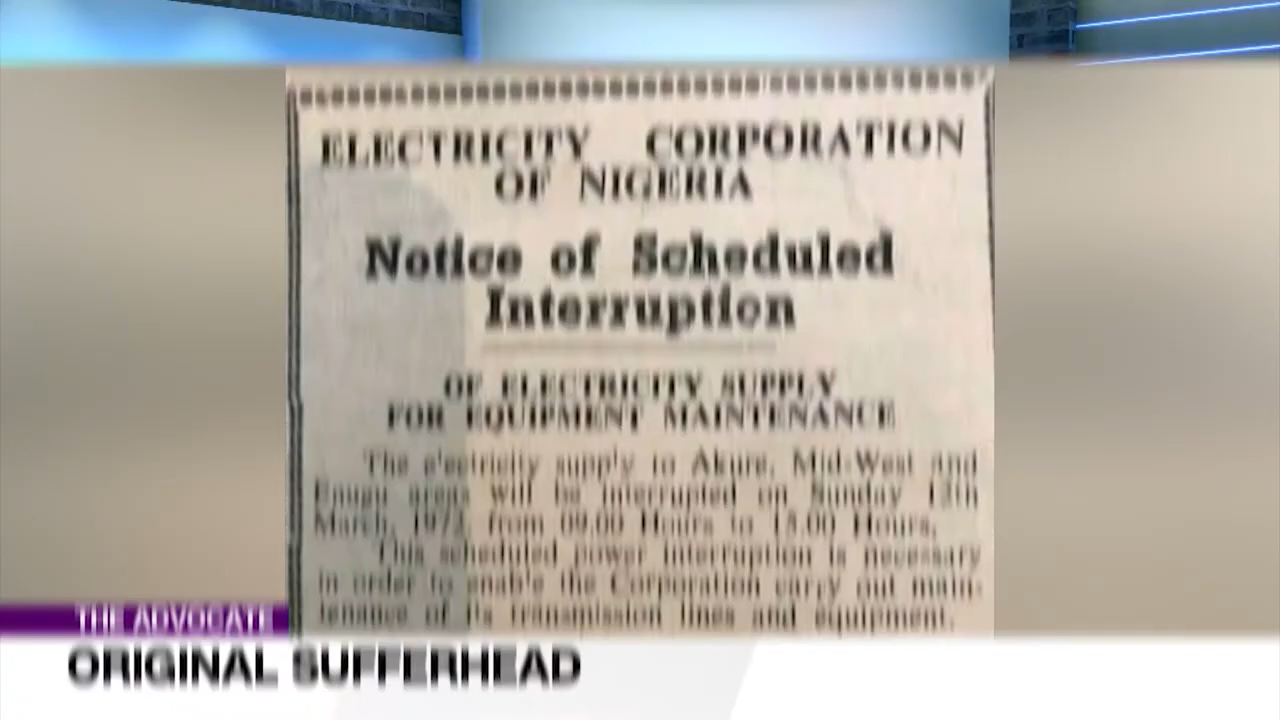 ELECTRICITY CORPORATION
OF NIGERIA
Notice of Scheduled
Interruption
OF ELECTRICITY SUPPLY
FOR EQUIPMENT MAINTENANCE
The electricity supply to Akure, Mid-West and
Enugu areas will be interrupted on Sunday 12th
March, 1972 from 09.00 Hours to 15.00 Hours.
This scheduled power interruption is necessary
in order to enable the Corporation carry out main-
tenance of its transmission lines and equipment.
THE ADVOCATE
ORIGINAL SUFFERHEAD